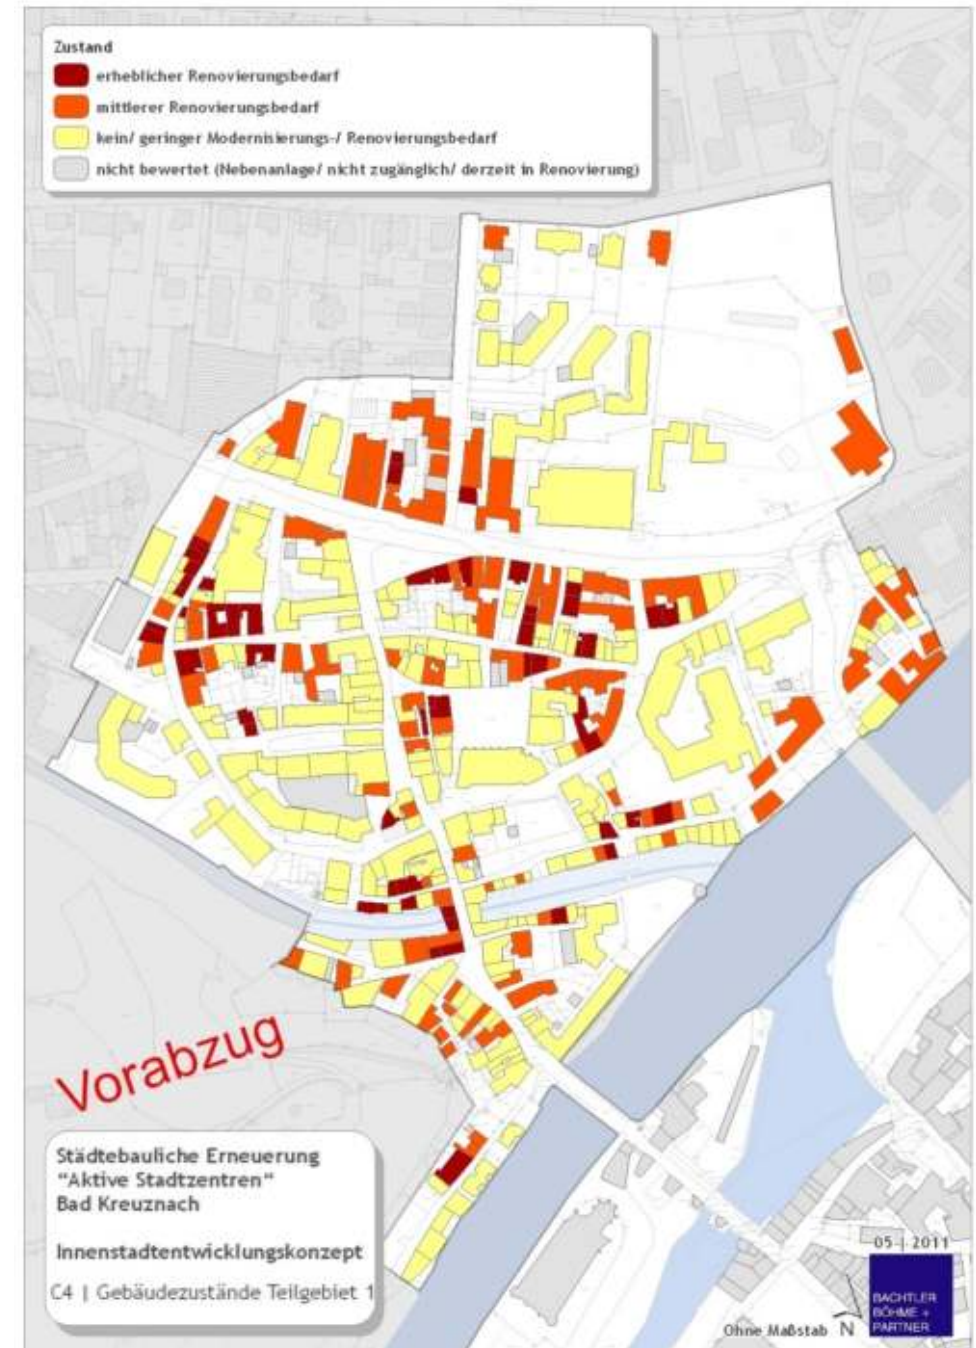 Zustand
erheblicher Renovierungsbedarf
mittlerer Renovierungsbedarf
kein/ geringer Modernisierungs-/ Renovierungsbedarf
nicht bewertet (Nebenanlage/ nicht zugänglich/ derzeit in Renovierung)
Vorabzug
Städtebauliche Erneuerung
"Aktive Stadtzentren"
Bad Kreuznach
Innenstadtentwicklungskonzept
C4 | Gebäudezustände Teilgebiet 1
05 | 2011
BACHTLER
BÖHME +
PARTNER
Ohne Maßstab N